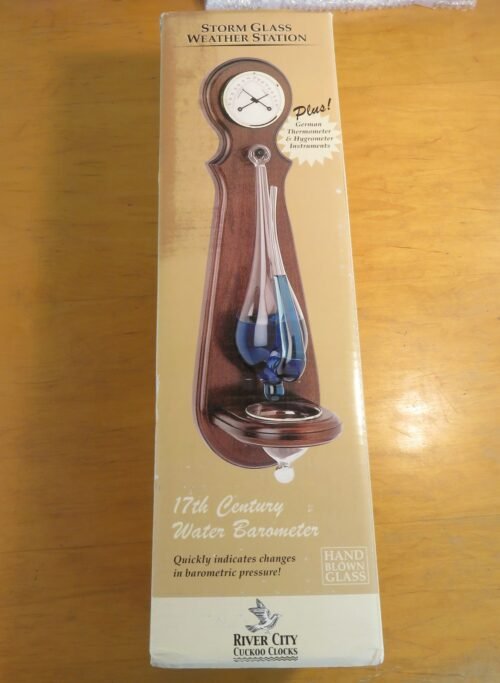 STORM GLASS
WEATHER STATION
Plus!
German
Thermometer
& Hygrometer
Instruments
17th Century
Water Barometer
Quickly indicates changes
in barometric pressure!
HAND
BLOWN
GLASS
RIVER CITY
CUCKOO CLOCKS